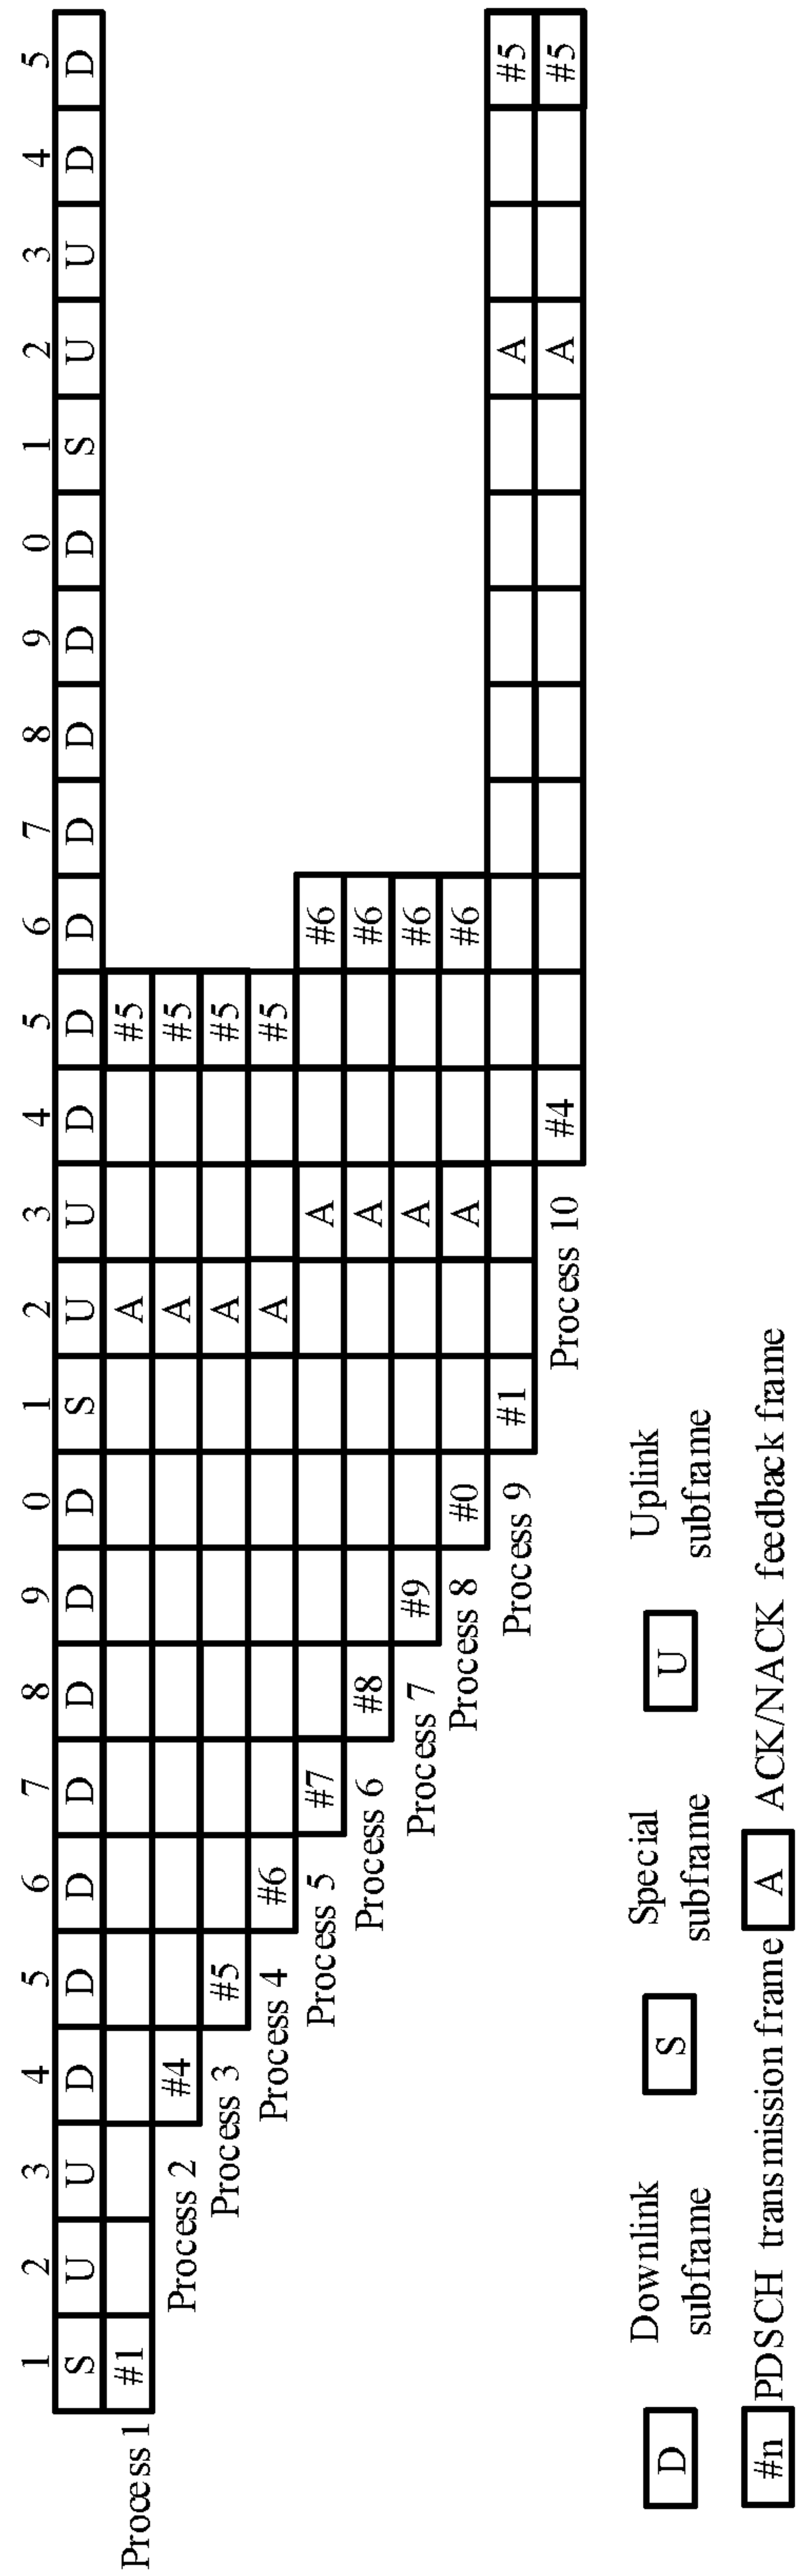 1 2 3 4 5 6 7 8 9 0 1 2 3 4 5 6 7 8 9 0 1 2 3 4 5
S U U D D D D D D D S U U D D D D D D D S U U D D
Process 1 #1 A #5
Process 2 #4 A #5
Process 3 #5 A #5
Process 4 #6 A #5
Process 5 #7 A #6
Process 6 #8 A #6
Process 7 #9 A #6
Process 8 #0 A #6
Process 9 #1 A #5
Process 10 #4 A #5
D Downlink subframe
S Special subframe
U Uplink subframe
#n PDSCH transmission frame
A ACK/NACK feedback frame